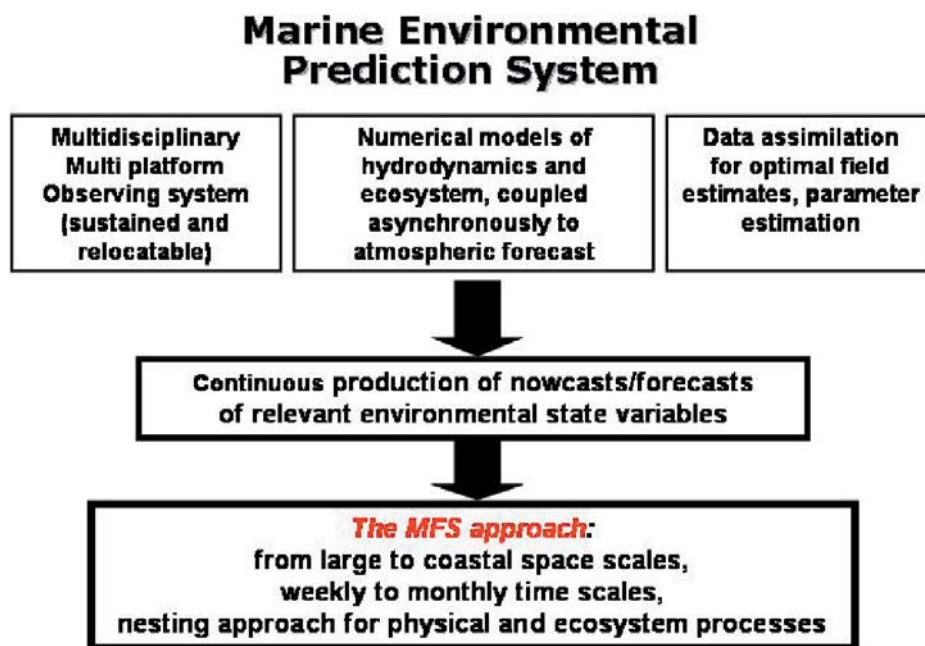 Marine Environmental
Prediction System
Multidisciplinary
Multi platform
Observing system
(sustained and
relocatable)
Numerical models of
hydrodynamics and
ecosystem, coupled
asynchronously to
atmospheric forecast
Data assimilation
for optimal field
estimates, parameter
estimation
Continuous production of nowcasts/forecasts
of relevant environmental state variables
The MFS approach:
from large to coastal space scales,
weekly to monthly time scales,
nesting approach for physical and ecosystem processes